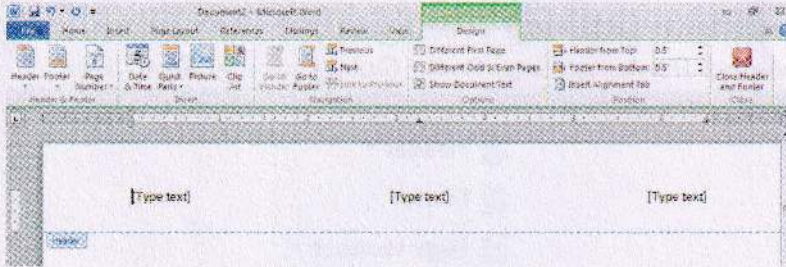 Document2 - Microsoft Word
File Home Insert Page Layout References Mailings Review View Design
Header Footer Page Number Date & Time Quick Parts Picture Clip Art Go to Header Go to Footer Previous Next Link to Previous Different First Page Different Odd & Even Pages Show Document Text Header from Top: 0.5" Footer from Bottom: 0.5" Insert Alignment Tab Close Header and Footer
Header & Footer Insert Navigation Options Position Close
[Type text] [Type text] [Type text]
Header